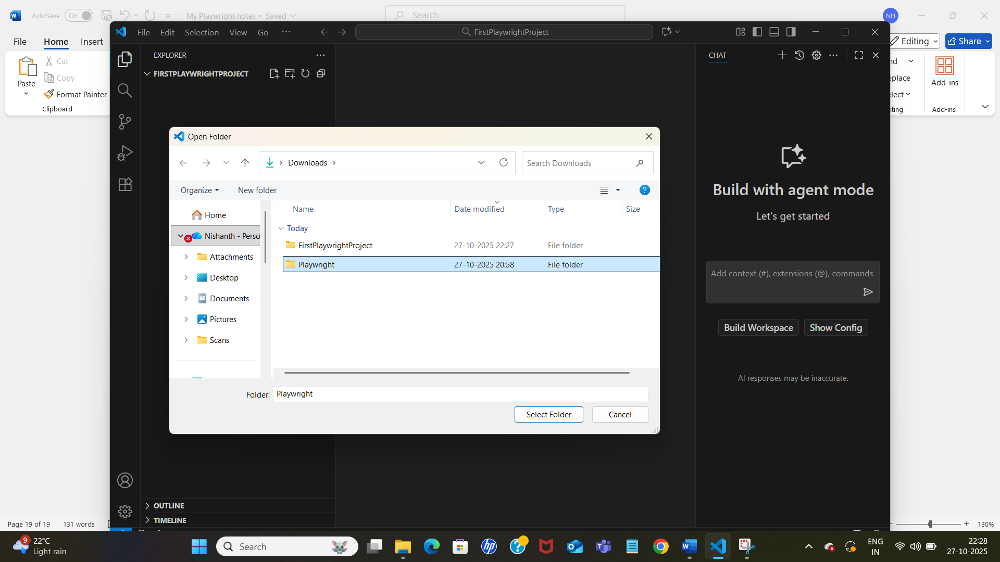 AutoSave On My Playwright notes • Saved Search NH
File Home Insert Editing Share
Paste Cut
Copy
Format Painter
Clipboard
Add-ins
Add-ins
File Edit Selection View Go ··· FirstPlaywrightProject
EXPLORER
FIRSTPLAYWRIGHTPROJECT
CHAT
Open Folder
Downloads Search Downloads
Organize New folder
Name Date modified Type Size
Home
Nishanth - Perso
Attachments
Desktop
Documents
Pictures
Scans
Today
FirstPlaywrightProject 27-10-2025 22:27 File folder
Playwright 27-10-2025 20:58 File folder
Folder: Playwright
Select Folder Cancel
Build with agent mode
Let's get started
Add context (#), extensions (@), commands
Build Workspace Show Config
AI responses may be inaccurate.
OUTLINE
TIMELINE
Page 19 of 19 131 words 130%
9 22°C
Light rain
Search
ENG
IN
22:28
27-10-2025